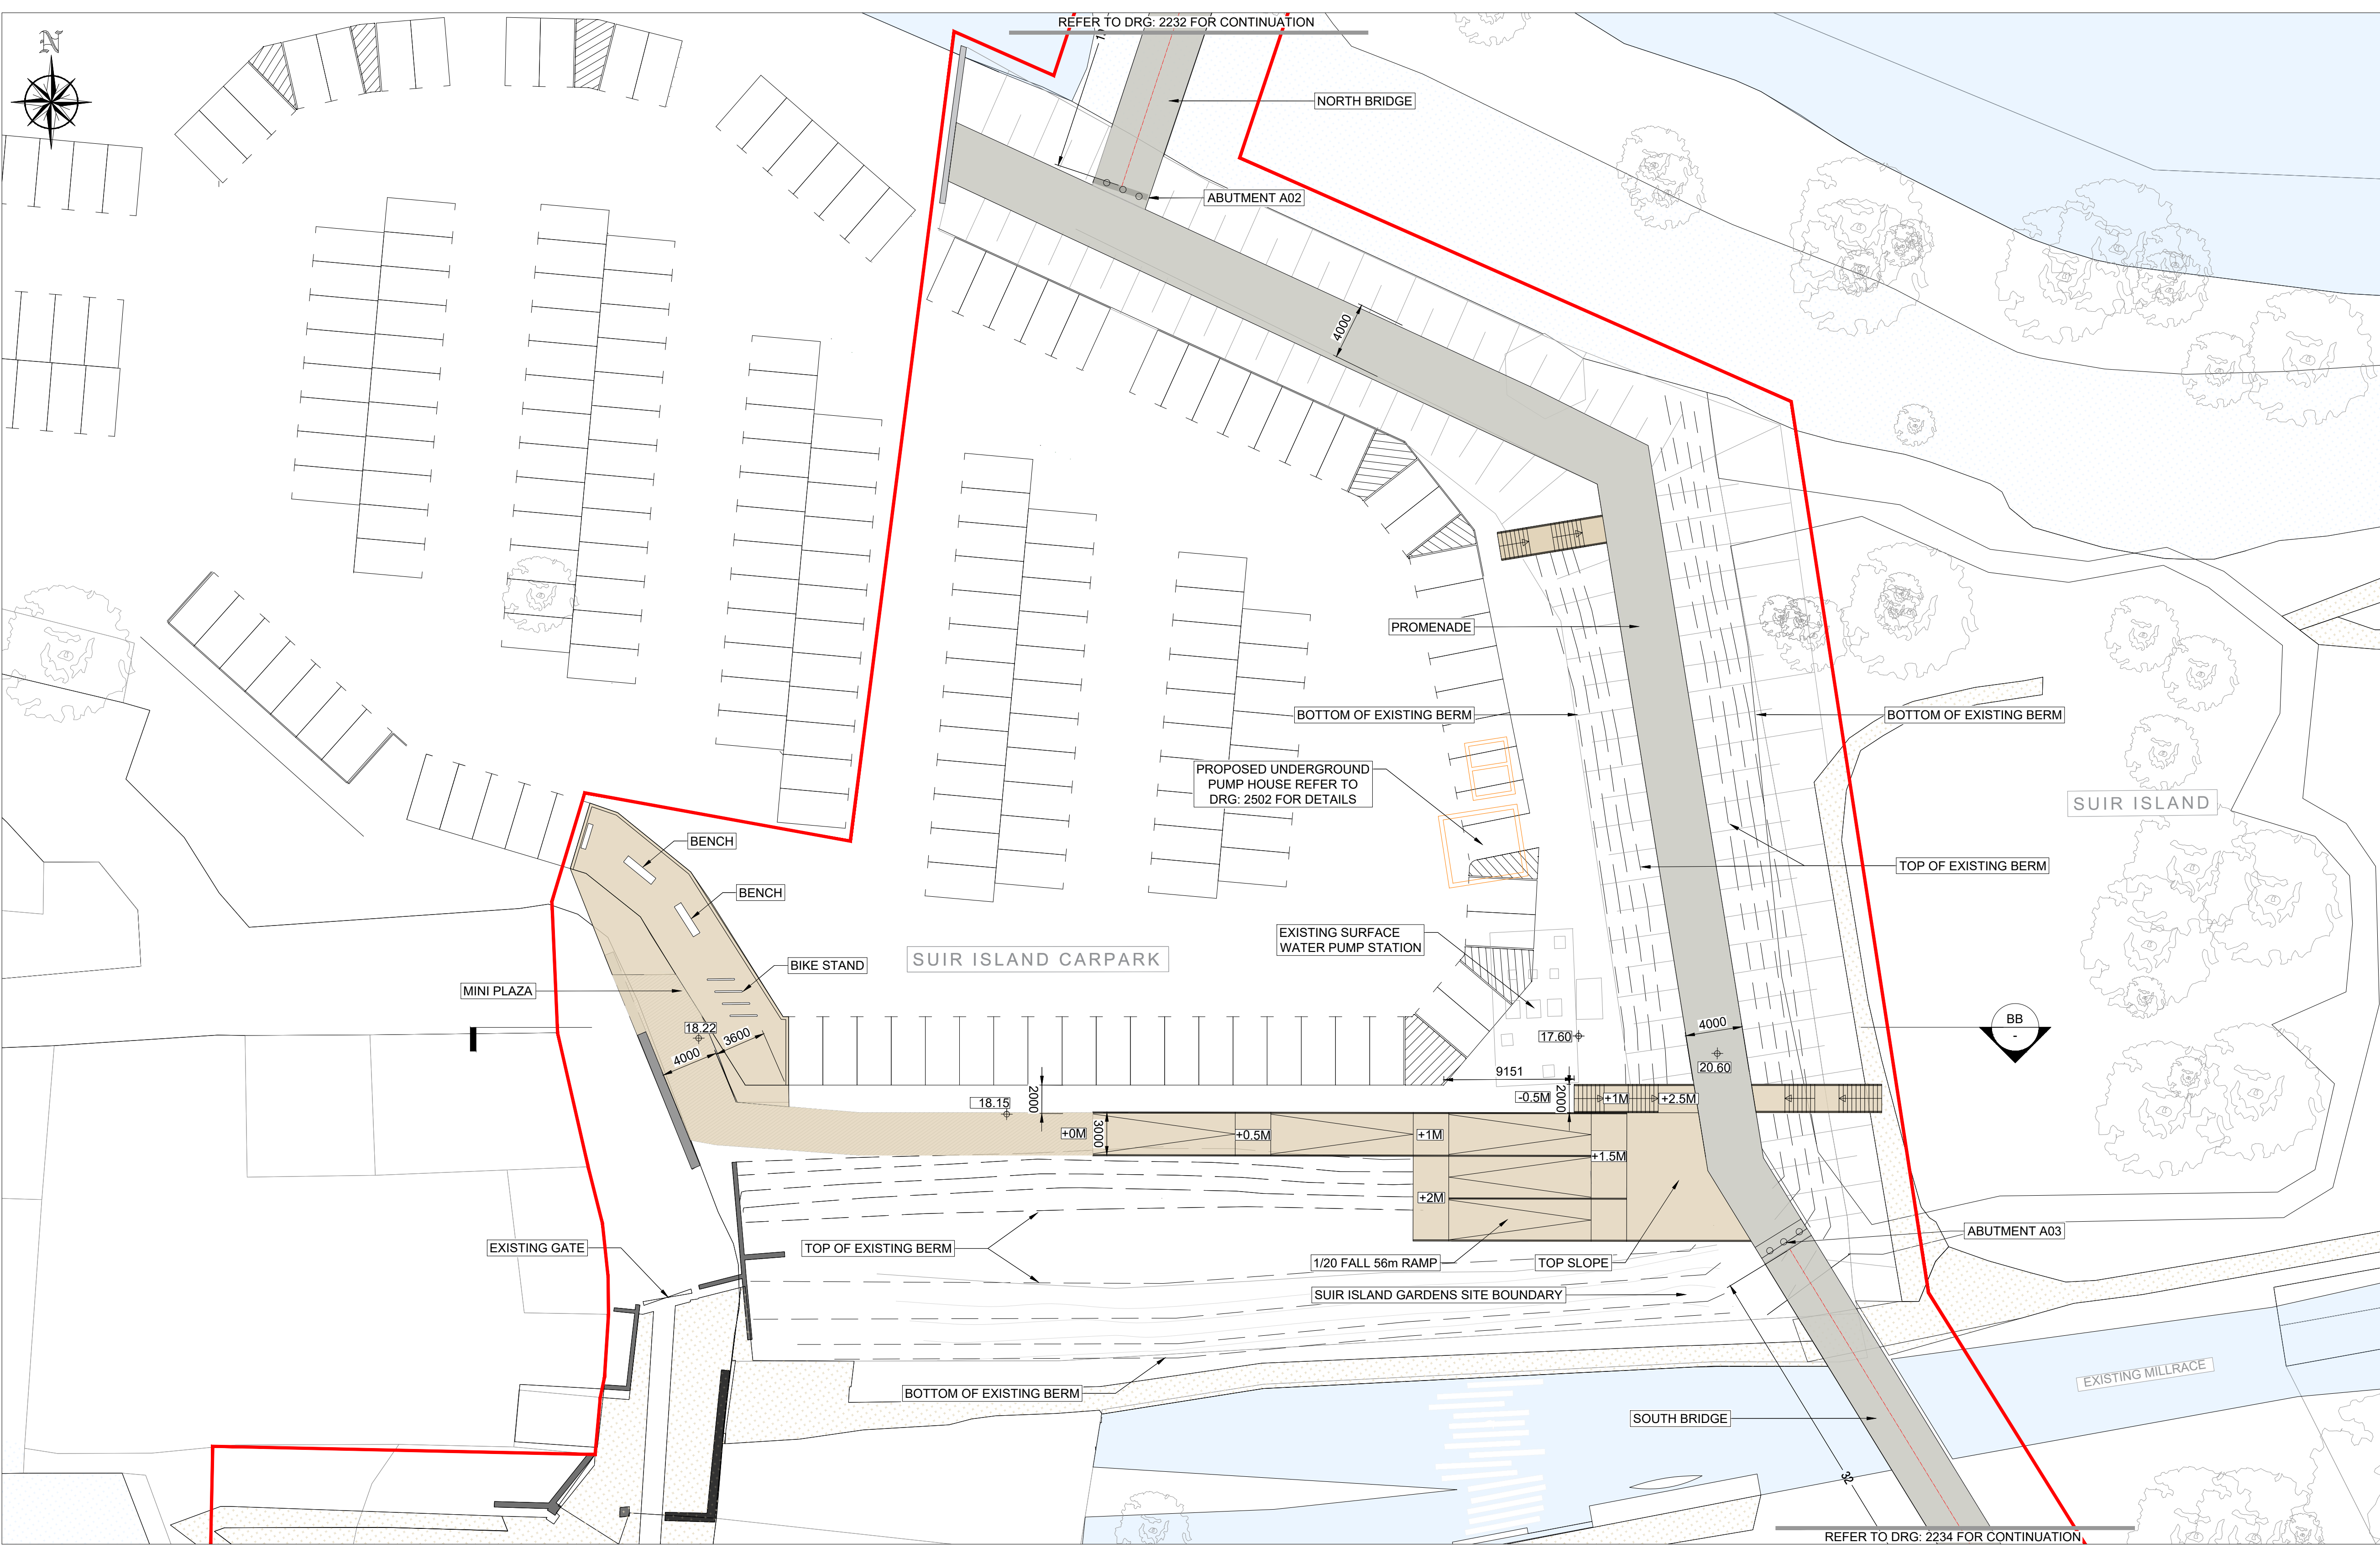 REFER TO DRG: 2232 FOR CONTINUATION
N
NORTH BRIDGE
ABUTMENT A02
4000
PROMENADE
BOTTOM OF EXISTING BERM
BOTTOM OF EXISTING BERM
PROPOSED UNDERGROUND
PUMP HOUSE REFER TO
DRG: 2502 FOR DETAILS
SUIR ISLAND
BENCH
TOP OF EXISTING BERM
BENCH
EXISTING SURFACE
WATER PUMP STATION
SUIR ISLAND CARPARK
BIKE STAND
MINI PLAZA
18.22
3600
4000
17.60
4000
BB
-
20.60
9151
2000
18.15
-0.5M
2000
+1M
+2.5M
+0M
3000
+0.5M
+1M
+1.5M
+2M
EXISTING GATE
TOP OF EXISTING BERM
1/20 FALL 56m RAMP
TOP SLOPE
ABUTMENT A03
SUIR ISLAND GARDENS SITE BOUNDARY
BOTTOM OF EXISTING BERM
EXISTING MILLRACE
SOUTH BRIDGE
REFER TO DRG: 2234 FOR CONTINUATION